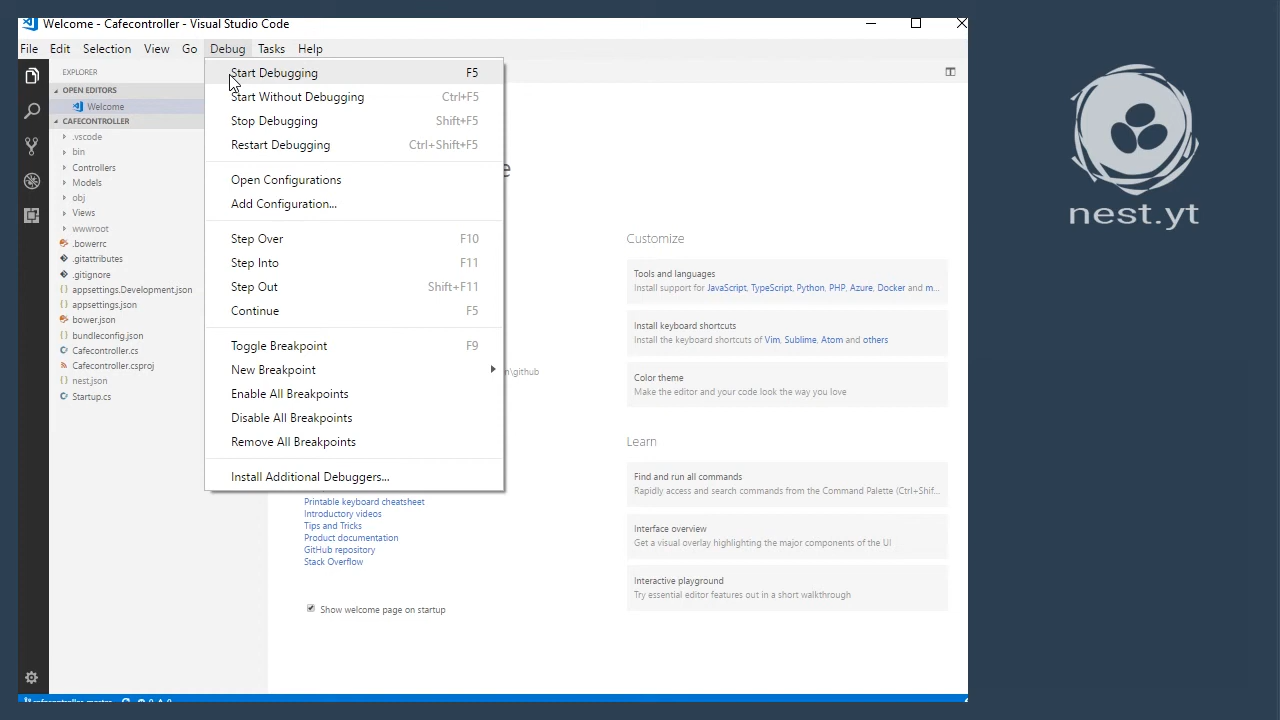 Welcome - Cafecontroller - Visual Studio Code
File Edit Selection View Go Debug Tasks Help
EXPLORER
OPEN EDITORS
Welcome
CAFECONTROLLER
.vscode
bin
Controllers
Models
obj
Views
wwwroot
.bowerrc
.gitattributes
.gitignore
appsettings.Development.json
appsettings.json
bower.json
bundleconfig.json
Cafecontroller.cs
Cafecontroller.csproj
nest.json
Startup.cs
Start Debugging F5
Start Without Debugging Ctrl+F5
Stop Debugging Shift+F5
Restart Debugging Ctrl+Shift+F5
Open Configurations
Add Configuration...
Step Over F10
Step Into F11
Step Out Shift+F11
Continue F5
Toggle Breakpoint F9
New Breakpoint
Enable All Breakpoints
Disable All Breakpoints
Remove All Breakpoints
Install Additional Debuggers...
n\github
Printable keyboard cheatsheet
Introductory videos
Tips and Tricks
Product documentation
GitHub repository
Stack Overflow
Show welcome page on startup
Customize
Tools and languages
Install support for JavaScript, TypeScript, Python, PHP, Azure, Docker and m...
Install keyboard shortcuts
Install the keyboard shortcuts of Vim, Sublime, Atom and others
Color theme
Make the editor and your code look the way you love
Learn
Find and run all commands
Rapidly access and search commands from the Command Palette (Ctrl+Shif...
Interface overview
Get a visual overlay highlighting the major components of the UI
Interactive playground
Try essential editor features out in a short walkthrough
nest.yt